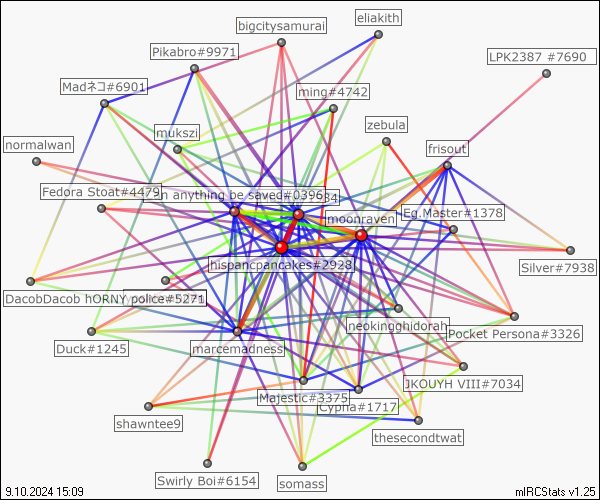 eliakith
bigcitysamurai
Pikabro#9971
LPK2387 #7690
Madネコ#6901
ming#4742
zebula
mukszi
normalwan
frisout
Fedora Stoat#4479
n anything be saved#0396
34
Eg.Master#1378
moonraven
hispancpancakes#2928
Silver#7938
DacobDacob hORNY police#5271
neokingghidorah
Pocket Persona#3326
Duck#1245
marcemadness
JKOUYH VIII#7034
Majestic#3375
Cypha#1717
shawntee9
thesecondtwat
Swirly Boi#6154
somass
9.10.2024 15:09
mIRCStats v1.25